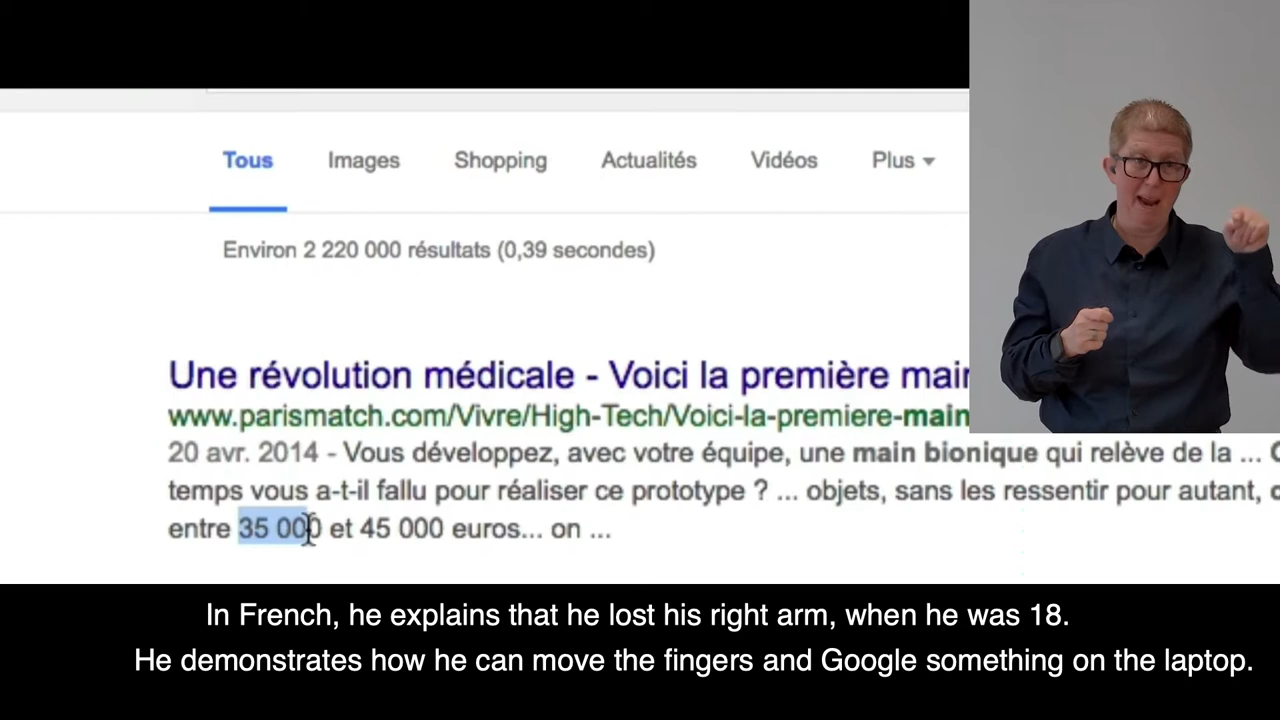 Tous Images Shopping Actualités Vidéos Plus
Environ 2 220 000 résultats (0,39 secondes)
Une révolution médicale - Voici la première main
www.parismatch.com/Vivre/High-Tech/Voici-la-premiere-main
20 avr. 2014 - Vous développez, avec votre équipe, une main bionique qui relève de la ...
temps vous a-t-il fallu pour réaliser ce prototype ? ... objets, sans les ressentir pour autant,
entre 35 000 et 45 000 euros... on ...
In French, he explains that he lost his right arm, when he was 18.
He demonstrates how he can move the fingers and Google something on the laptop.